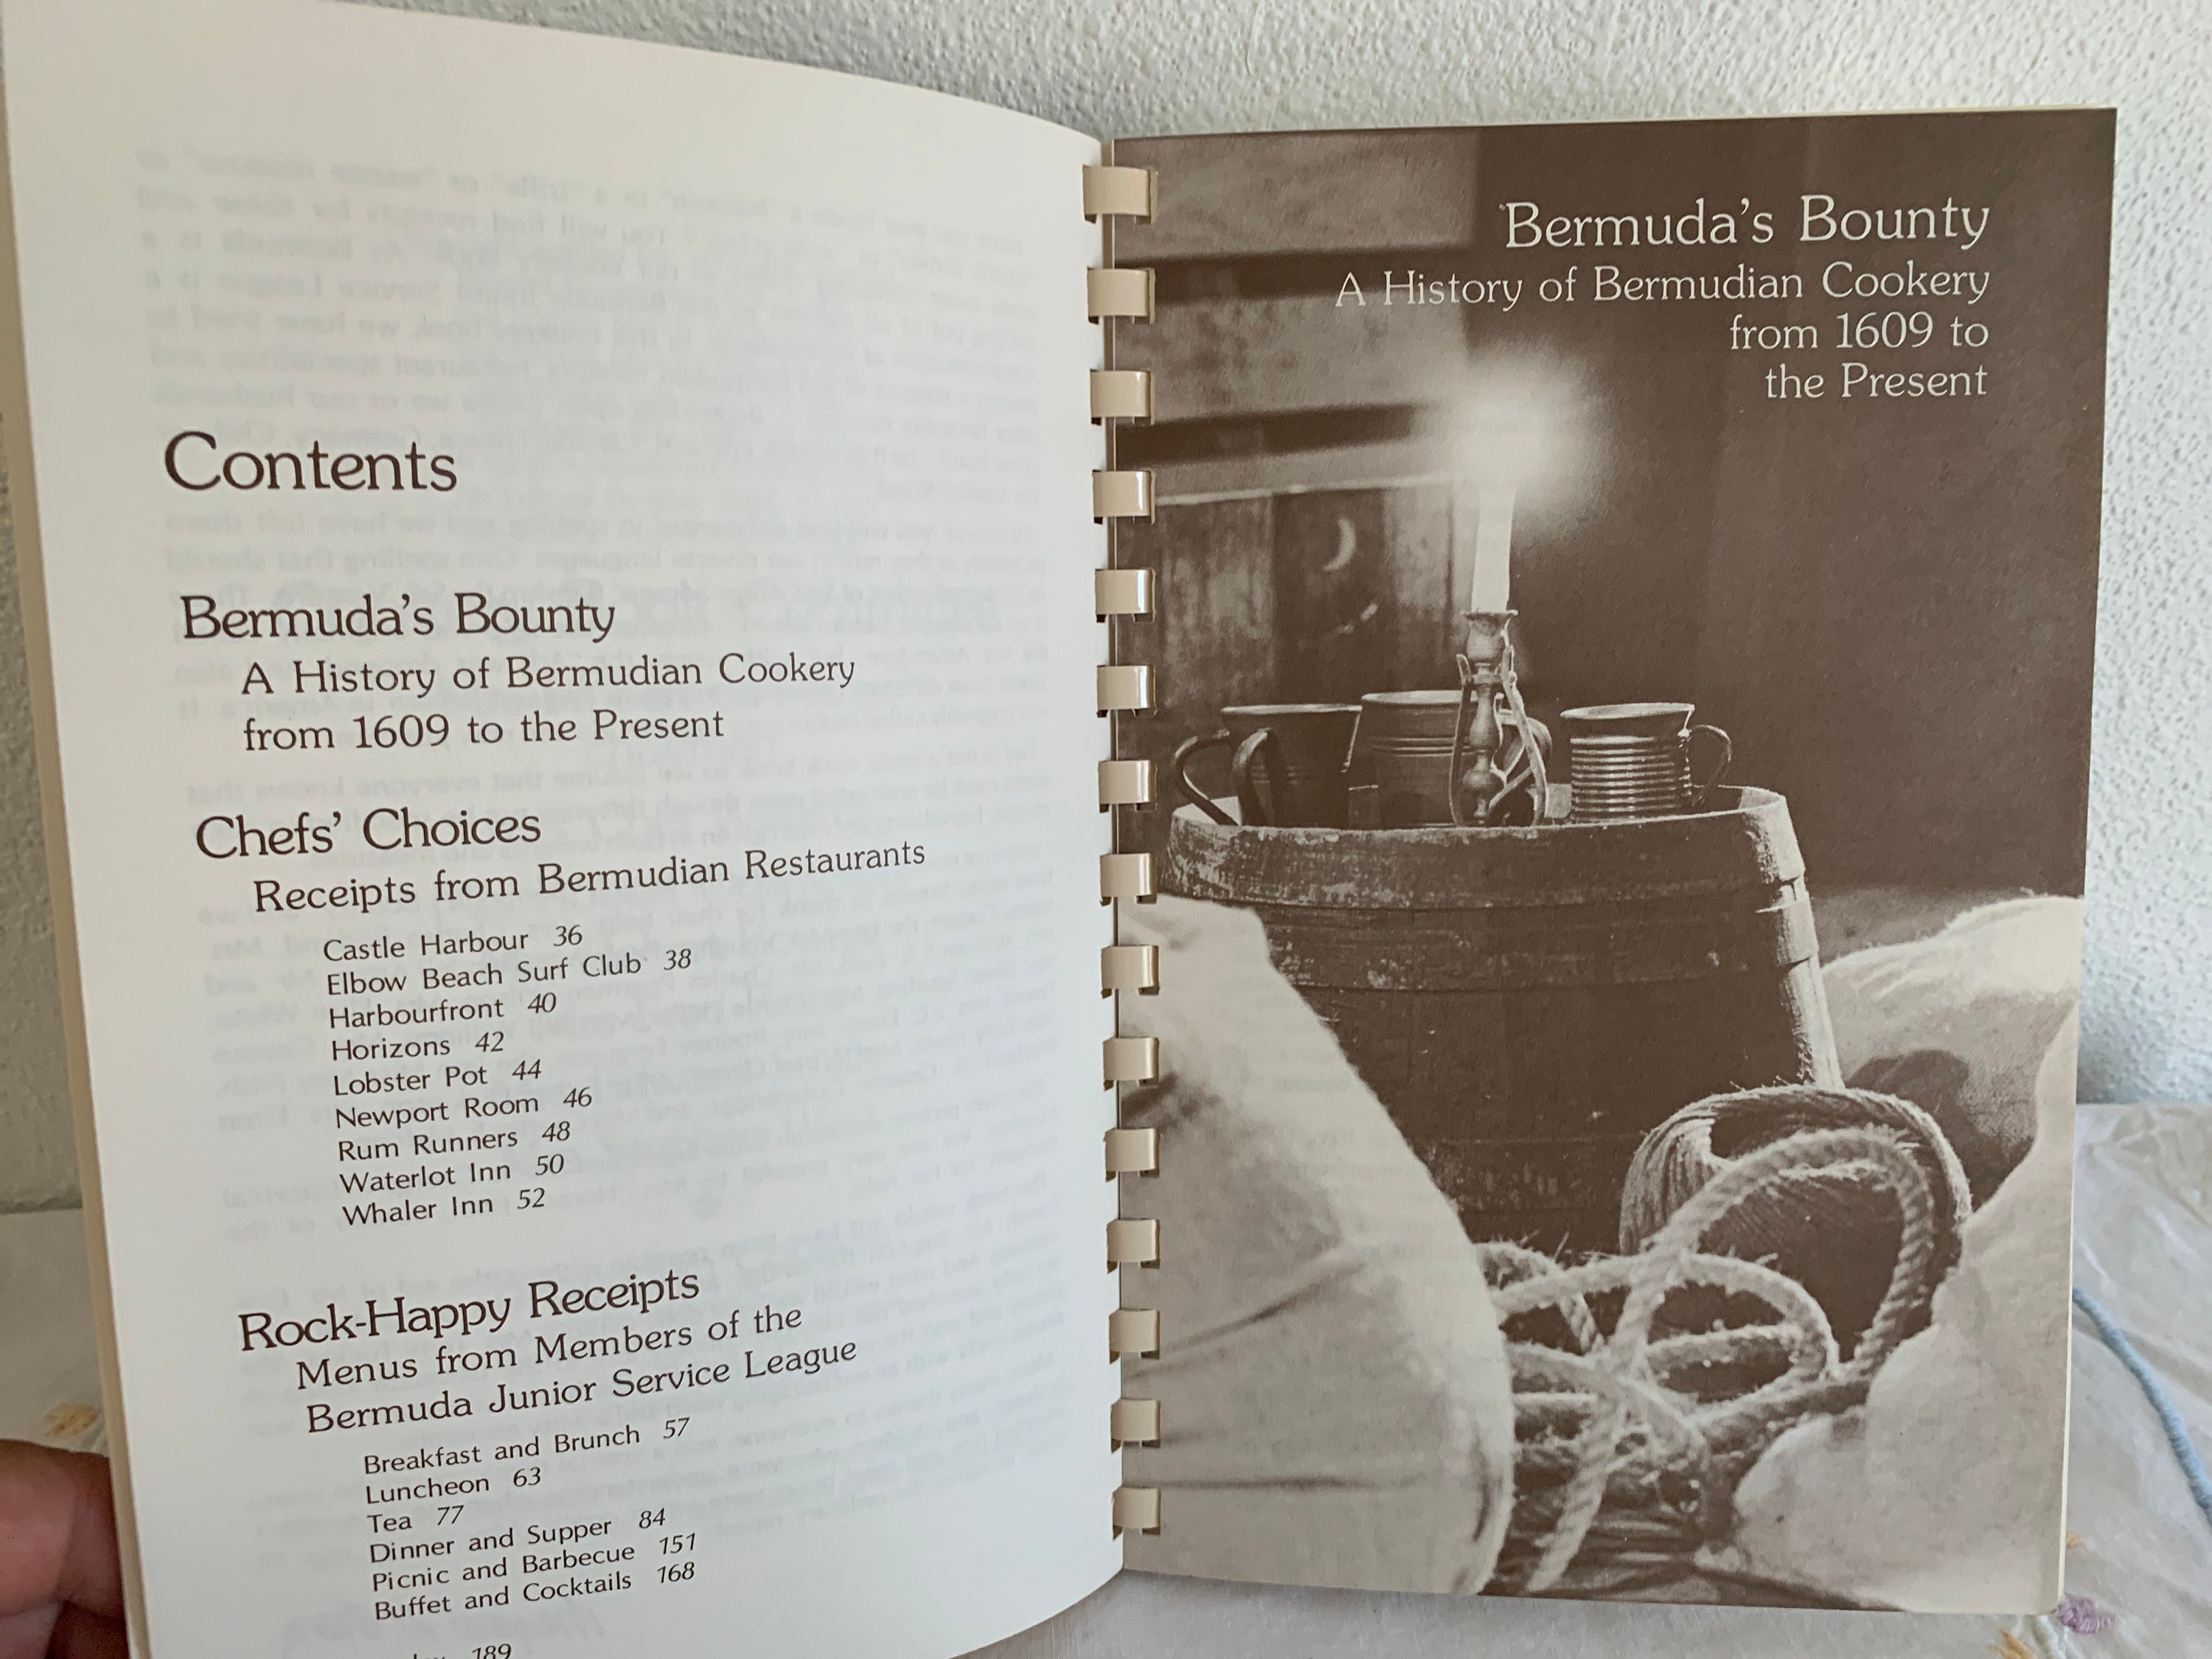 Contents
Bermuda's Bounty
A History of Bermudian Cookery
from 1609 to the Present
Chefs' Choices
Receipts from Bermudian Restaurants
Castle Harbour 36
Elbow Beach Surf Club 38
Harbourfront 40
Horizons 42
Lobster Pot 44
Newport Room 46
Rum Runners 48
Waterlot Inn 50
Whaler Inn 52
Rock-Happy Receipts
Menus from Members of the
Bermuda Junior Service League
Breakfast and Brunch 57
Luncheon 63
Tea 77
Dinner and Supper 84
Picnic and Barbecue 151
Buffet and Cocktails 168
189
Bermuda's Bounty
A History of Bermudian Cookery
from 1609 to
the Present